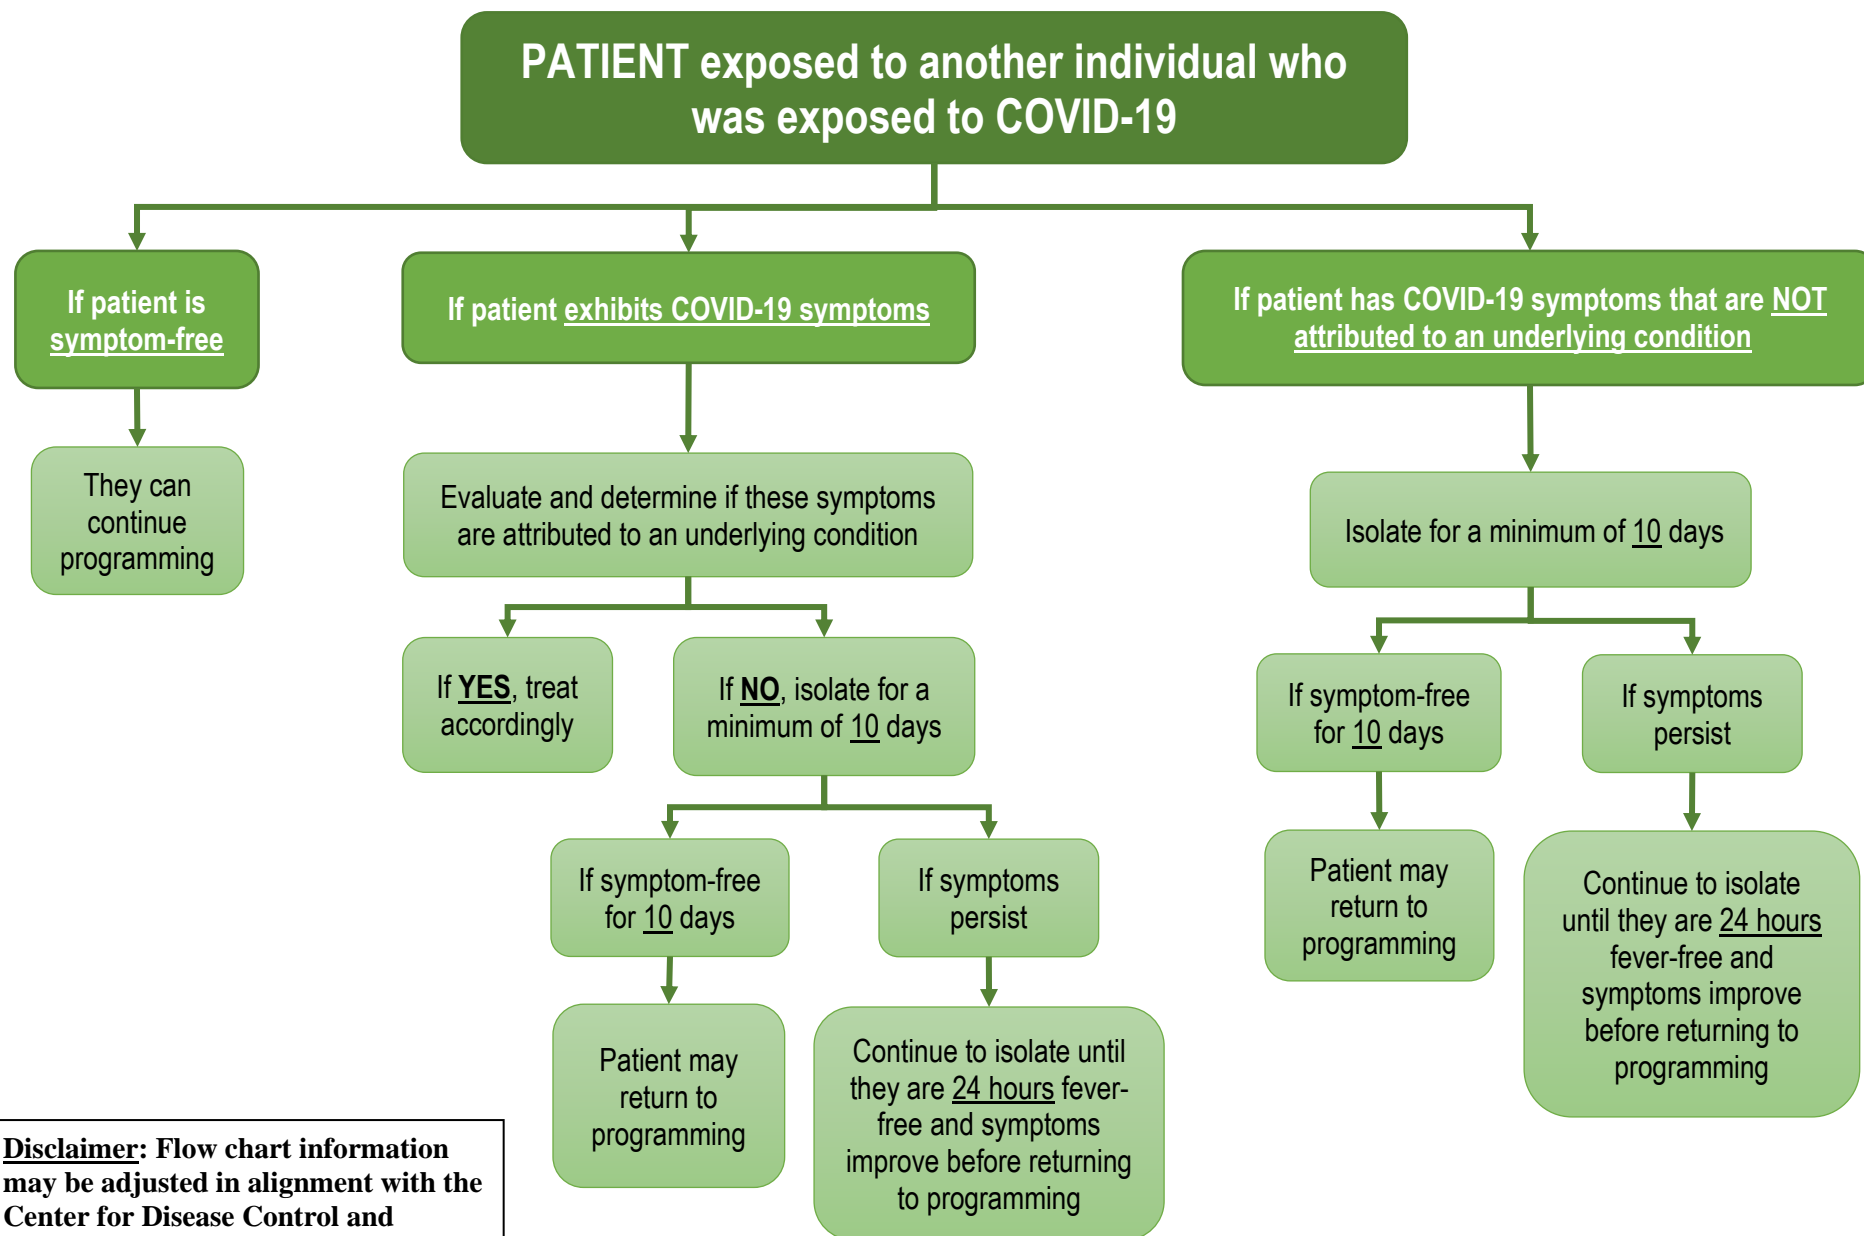 PATIENT exposed to another individual who
was exposed to COVID-19
If patient is
symptom-free
They can
continue
programming
If patient exhibits COVID-19 symptoms
Evaluate and determine if these symptoms
are attributed to an underlying condition
If YES, treat
accordingly
If NO, isolate for a
minimum of 10 days
If symptom-free
for 10 days
If symptoms
persist
Patient may
return to
programming
Continue to isolate until
they are 24 hours fever-
free and symptoms
improve before returning
to programming
If patient has COVID-19 symptoms that are NOT
attributed to an underlying condition
Isolate for a minimum of 10 days
If symptom-free
for 10 days
If symptoms
persist
Patient may
return to
programming
Continue to isolate
until they are 24 hours
fever-free and
symptoms improve
before returning to
programming
Disclaimer: Flow chart information
may be adjusted in alignment with the
Center for Disease Control and